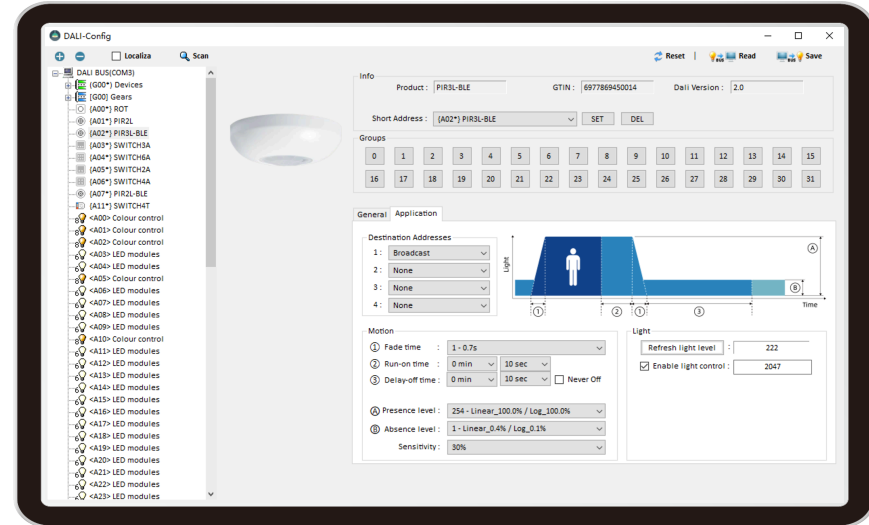 DALI-Config
Localiza Scan Reset | Read Save
DALI BUS(COM3)
{G00*} Devices
[G00] Gears
{A00*} ROT
{A01*} PIR2L
{A02*} PIR3L-BLE
{A03*} SWITCH3A
{A04*} SWITCH6A
{A05*} SWITCH2A
{A06*} SWITCH4A
{A07*} PIR2L-BLE
{A11*} SWITCH4T
<A00> Colour control
<A01> Colour control
<A02> Colour control
<A03> LED modules
<A04> LED modules
<A05> Colour control
<A06> LED modules
<A07> LED modules
<A08> LED modules
<A09> LED modules
<A10> Colour control
<A11> LED modules
<A12> LED modules
<A13> LED modules
<A14> LED modules
<A15> LED modules
<A16> LED modules
<A17> LED modules
<A18> LED modules
<A19> LED modules
<A20> LED modules
<A21> LED modules
<A22> LED modules
<A23> LED modules
Info
Product : PIR3L-BLE GTIN : 6977869450014 Dali Version : 2.0
Short Address : {A02*} PIR3L-BLE SET DEL
Groups
0 1 2 3 4 5 6 7 8 9 10 11 12 13 14 15
16 17 18 19 20 21 22 23 24 25 26 27 28 29 30 31
General Application
Destination Addresses
1 : Broadcast
2 : None
3 : None
4 : None
Light
A
B
1 2 1 3
Time
Motion
1 Fade time : 1 - 0.7s
2 Run-on time : 0 min 10 sec
3 Delay-off time : 0 min 10 sec Never Off
A Presence level : 254 - Linear_100.0% / Log_100.0%
B Absence level : 1 - Linear_0.4% / Log_0.1%
Sensitivity : 30%
Light
Refresh light level : 222
Enable light control : 2047